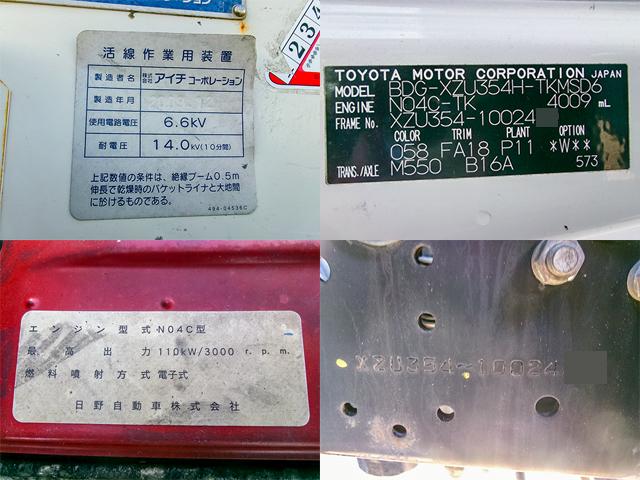 234
活線作業用装置
製造者名 株式会社 アイチ コーポレーション
製造年月
使用電路電圧 6.6kV
耐電圧 14.0kV(10分間)
上記数値の条件は、絶縁ブーム0.5m
伸長で乾燥時のバケットライナと大地間
に於けるものである。
494-04536C
TOYOTA MOTOR CORPORATION JAPAN
MODEL BDG-XZU354H-TKMSD6
ENGINE N04C-TK 4009 mL
FRAME No. XZU354-10024
COLOR TRIM PLANT OPTION
058 FA18 P11 *W**
TRANS./AXLE M550 B16A 573
エンジン型式 N04C型
最高出力 110kW/3000 r.p.m.
燃料噴射方式 電子式
日野自動車株式会社
XZU354-10024